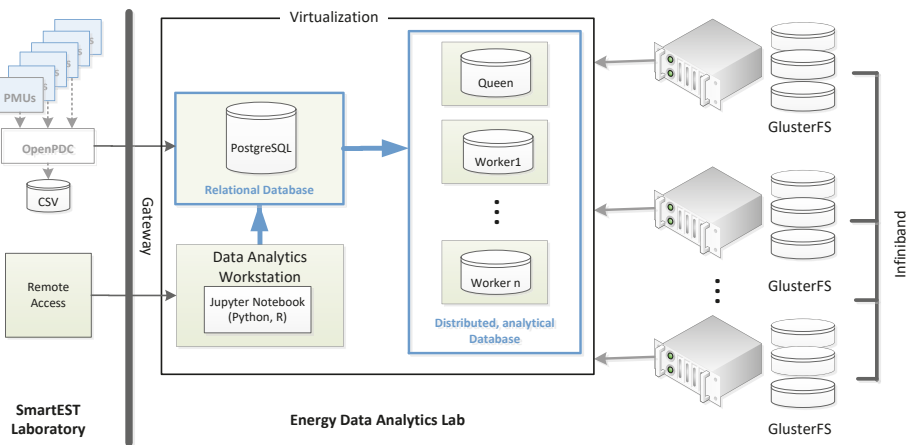 Virtualization
PMUs
s
s
s
OpenPDC
CSV
Gateway
Remote
Access
SmartEST
Laboratory
PostgreSQL
Relational Database
Data Analytics
Workstation
Jupyter Notebook
(Python, R)
Queen
Worker1
Worker n
Distributed, analytical
Database
Energy Data Analytics Lab
GlusterFS
GlusterFS
GlusterFS
Infiniband